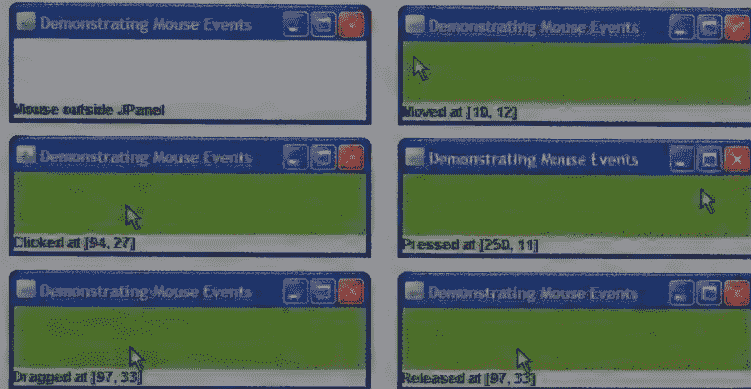 Demonstrating Mouse Events
Mouse outside JPanel
Demonstrating Mouse Events
Moved at [10, 12]
Demonstrating Mouse Events
Clicked at [94, 27]
Demonstrating Mouse Events
Pressed at [250, 11]
Demonstrating Mouse Events
Dragged at [97, 33]
Demonstrating Mouse Events
Released at [97, 33]